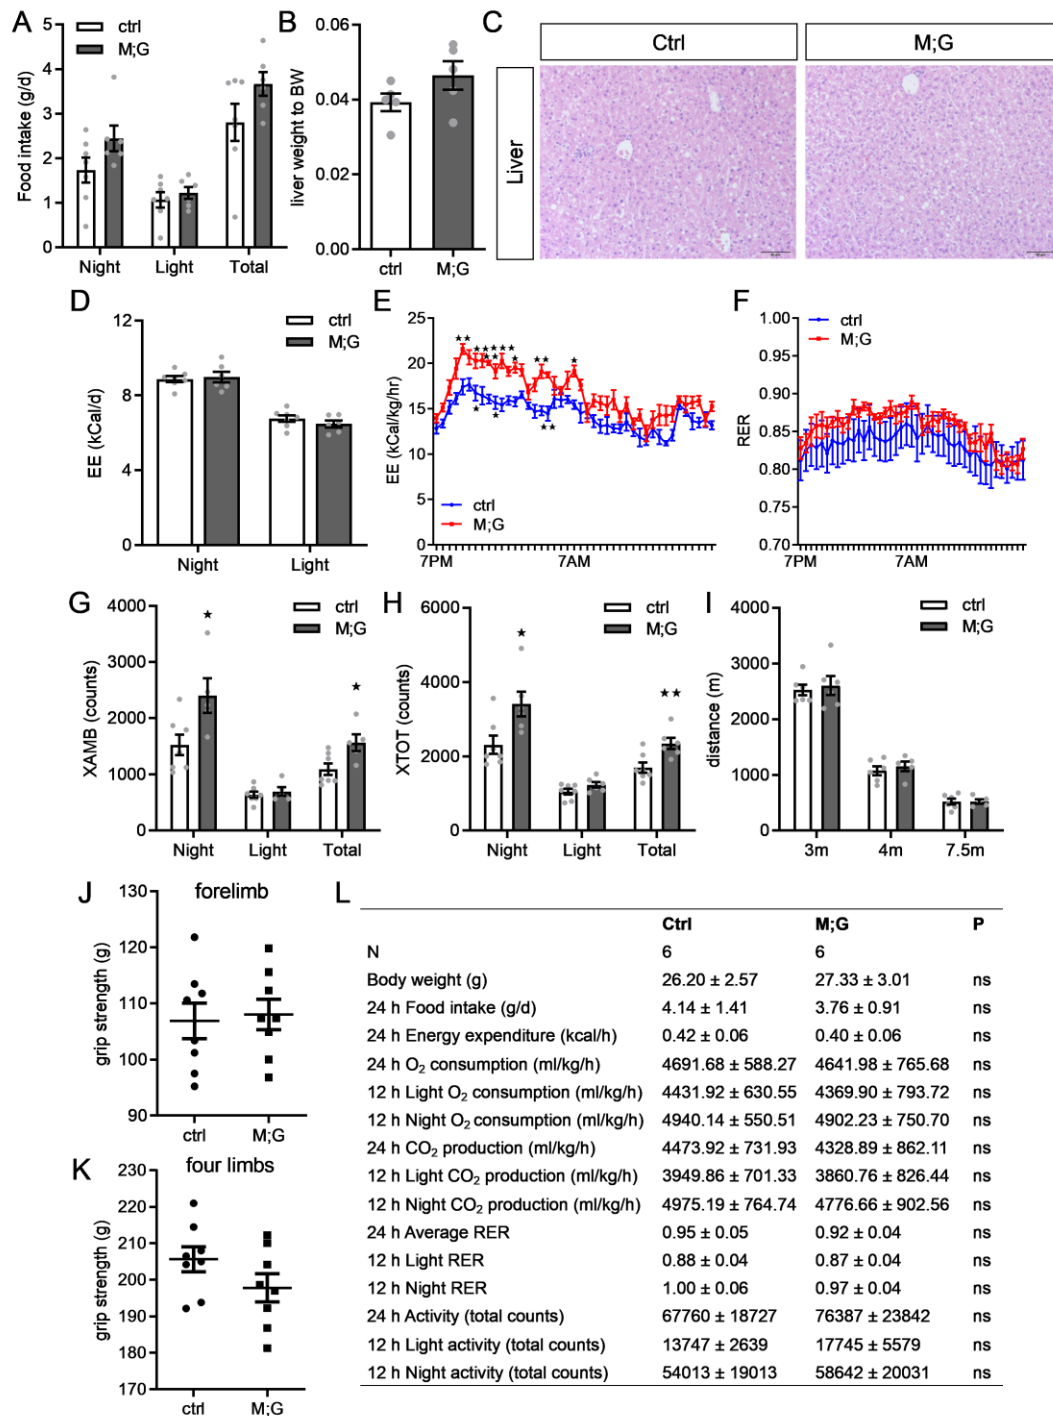 A
ctrl
M;G
Food intake (g/d)
5
4
3
2
1
0
Night Light Total
B
liver weight to BW
0.06
0.04
0.02
0.00
ctrl M;G
C
Ctrl M;G
Liver
D
ctrl
M;G
EE (kCal/d)
12
8
4
0
Night Light
E
EE (kCal/kg/hr)
25
20
15
10
5
0
ctrl
M;G
7PM 7AM
F
ctrl
M;G
RER
1.00
0.95
0.90
0.85
0.80
0.75
0.70
7PM 7AM
G
ctrl
M;G
XAMB (counts)
4000
3000
2000
1000
0
Night Light Total
H
ctrl
M;G
XTOT (counts)
6000
4000
2000
0
Night Light Total
I
ctrl
M;G
distance (m)
4000
3000
2000
1000
0
3m 4m 7.5m
J
forelimb
grip strength (g)
130
120
110
100
90
ctrl M;G
K
four limbs
grip strength (g)
230
220
210
200
190
180
170
ctrl M;G
L
Ctrl M;G P
N 6 6
Body weight (g) 26.20 ± 2.57 27.33 ± 3.01 ns
24 h Food intake (g/d) 4.14 ± 1.41 3.76 ± 0.91 ns
24 h Energy expenditure (kcal/h) 0.42 ± 0.06 0.40 ± 0.06 ns
24 h O₂ consumption (ml/kg/h) 4691.68 ± 588.27 4641.98 ± 765.68 ns
12 h Light O₂ consumption (ml/kg/h) 4431.92 ± 630.55 4369.90 ± 793.72 ns
12 h Night O₂ consumption (ml/kg/h) 4940.14 ± 550.51 4902.23 ± 750.70 ns
24 h CO₂ production (ml/kg/h) 4473.92 ± 731.93 4328.89 ± 862.11 ns
12 h Light CO₂ production (ml/kg/h) 3949.86 ± 701.33 3860.76 ± 826.44 ns
12 h Night CO₂ production (ml/kg/h) 4975.19 ± 764.74 4776.66 ± 902.56 ns
24 h Average RER 0.95 ± 0.05 0.92 ± 0.04 ns
12 h Light RER 0.88 ± 0.04 0.87 ± 0.04 ns
12 h Night RER 1.00 ± 0.06 0.97 ± 0.04 ns
24 h Activity (total counts) 67760 ± 18727 76387 ± 23842 ns
12 h Light activity (total counts) 13747 ± 2639 17745 ± 5579 ns
12 h Night activity (total counts) 54013 ± 19013 58642 ± 20031 ns